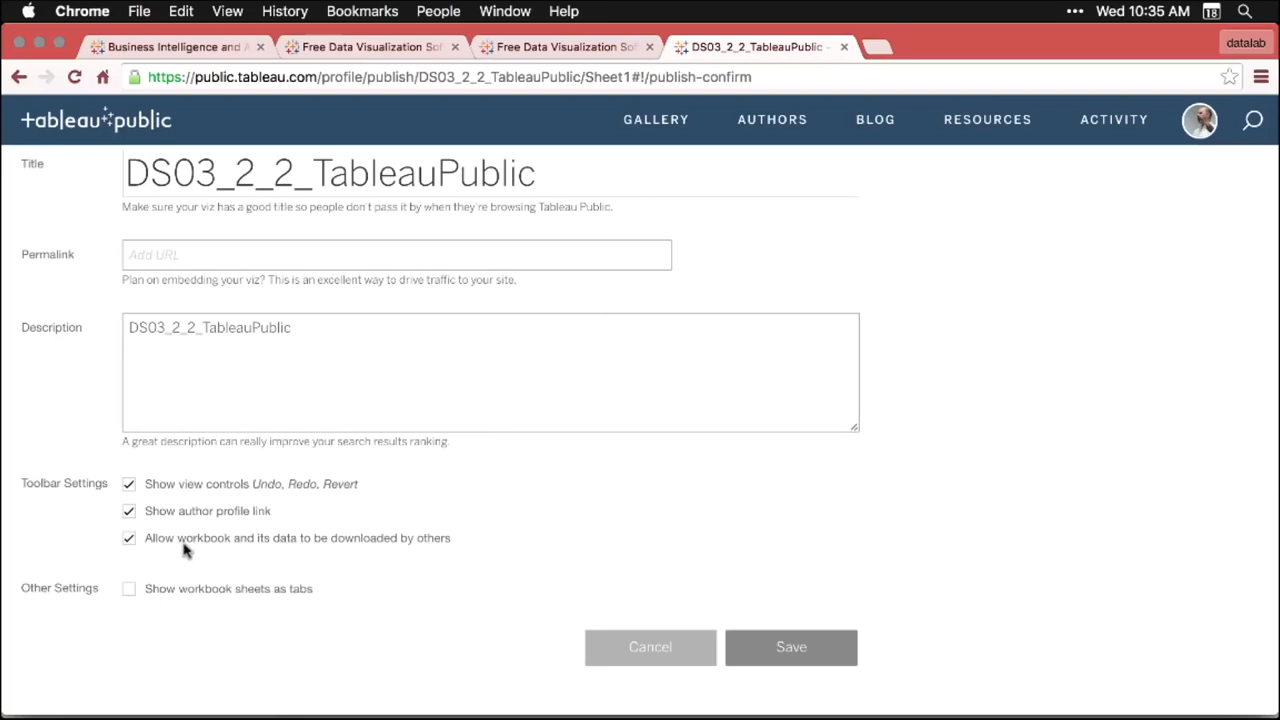 Chrome File Edit View History Bookmarks People Window Help ••• Wed 10:35 AM 18
Business Intelligence and A
Free Data Visualization Sof
Free Data Visualization Sof
DS03_2_2_TableauPublic -
datalab
https://public.tableau.com/profile/publish/DS03_2_2_TableauPublic/Sheet1#!/publish-confirm
+ableau public GALLERY AUTHORS BLOG RESOURCES ACTIVITY
Title DS03_2_2_TableauPublic
Make sure your viz has a good title so people don't pass it by when they're browsing Tableau Public.
Permalink Add URL
Plan on embedding your viz? This is an excellent way to drive traffic to your site.
Description DS03_2_2_TableauPublic
A great description can really improve your search results ranking.
Toolbar Settings Show view controls Undo, Redo, Revert
Show author profile link
Allow workbook and its data to be downloaded by others
Other Settings Show workbook sheets as tabs
Cancel Save